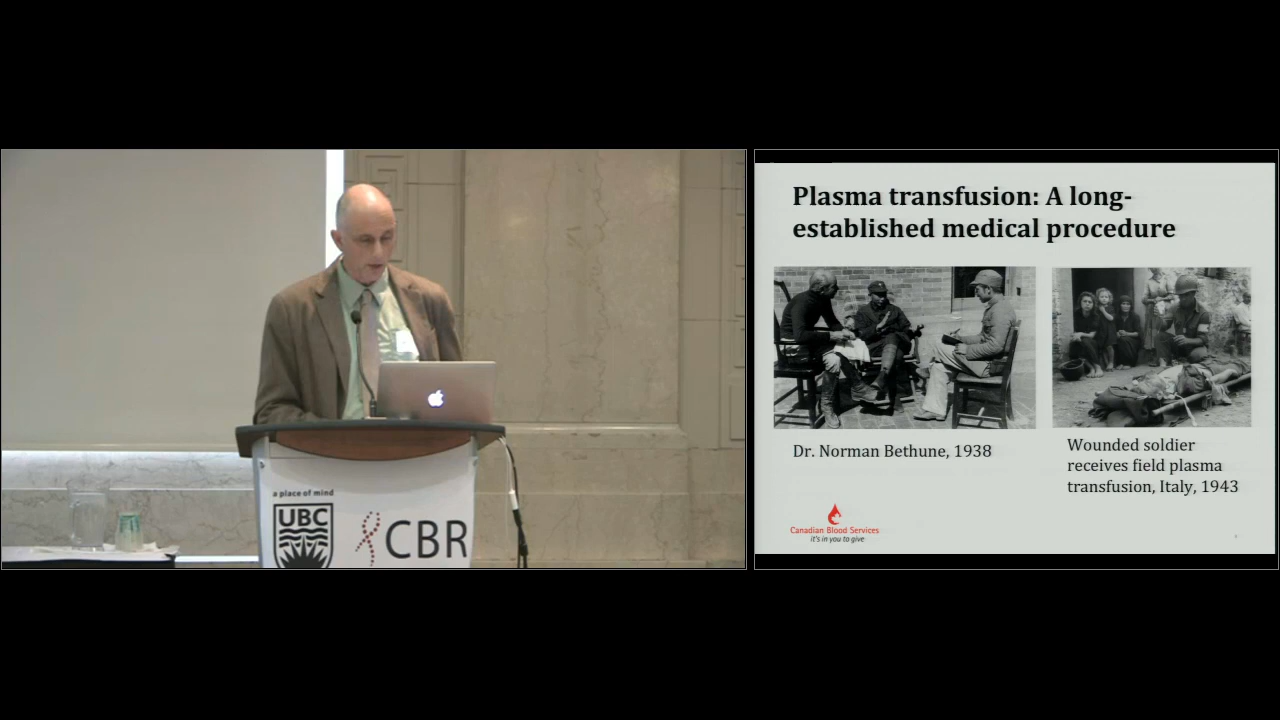 Plasma transfusion: A long-
established medical procedure
Dr. Norman Bethune, 1938
Wounded soldier
receives field plasma
transfusion, Italy, 1943
Canadian Blood Services
it's in you to give
a place of mind
UBC
CBR